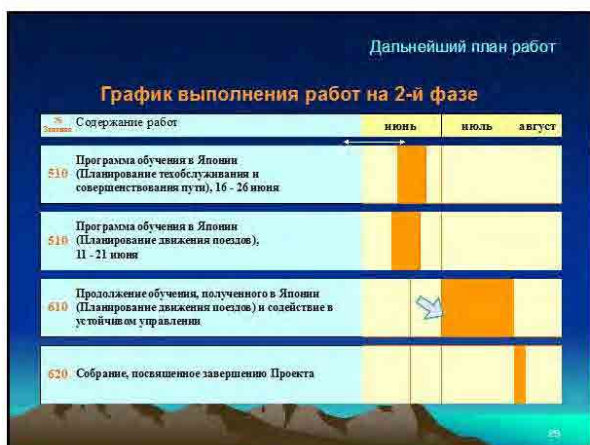 Дальнейший план работ
График выполнения работ на 2-й фазе
Содержание работ
июнь
июль
август
510
Программа обучения в Японии
(Планирование техобслуживания и
совершенствования пути), 16 - 26 июня
510
Программа обучения в Японии
(Планирование движения поездов),
11 - 21 июня
610
Продолжение обучения, полученного в Японии
(Планирование движения поездов) и содействие в
устойчивом управлении
620
Собрание, посвященное завершению Проекта